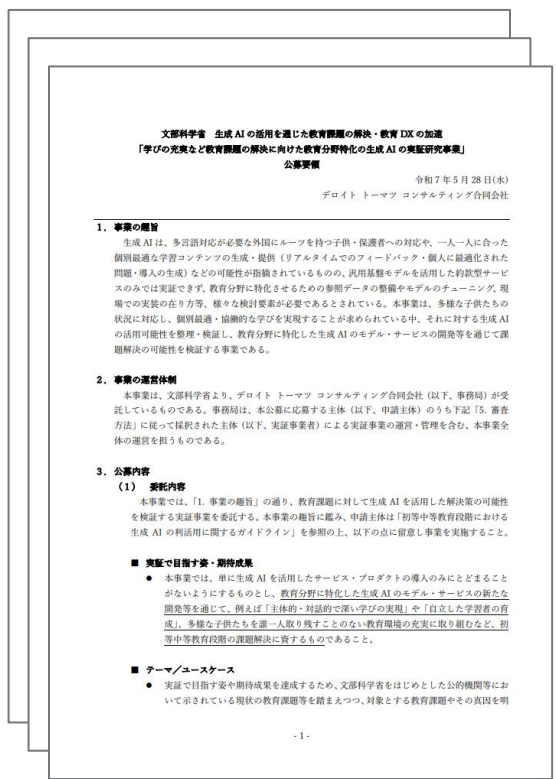 文部科学省 生成 AI の活用を通じた教育課題の解決・教育 DX の加速
「学びの充実など教育課題の解決に向けた教育分野特化の生成 AI の実証研究事業」
公募要領
令和 7 年 5 月 28 日(水)
デロイト トーマツ コンサルティング合同会社
1. 事業の趣旨
生成 AI は、多言語対応が必要な外国にルーツを持つ子供・保護者への対応や、一人一人に合った
個別最適な学習コンテンツの生成・提供（リアルタイムでのフィードバック・個人に最適化された
問題・導入の生成）などの可能性が指摘されているものの、汎用基盤モデルを活用した約款型サービ
スのみでは実証できず、教育分野に特化させるための参照データの整備やモデルのチューニング、現
場での実装の在り方等、様々な検討要素が必要であるとされている。本事業は、多様な子供たちの
状況に対応し、個別最適・協働的な学びを実現することが求められている中、それに対する生成 AI
の活用可能性を整理・検証し、教育分野に特化した生成 AI のモデル・サービスの開発等を通じて課
題解決の可能性を検証する事業である。
2. 事業の運営体制
本事業は、文部科学省より、デロイト トーマツ コンサルティング合同会社（以下、事務局）が受
託しているものである。事務局は、本公募に応募する主体（以下、申請主体）のうち下記「5. 審査
方法」に従って採択された主体（以下、実証事業者）による実証事業の運営・管理を含む、本事業全
体の運営を担うものである。
3. 公募内容
（1） 委託内容
本事業では、「1. 事業の趣旨」の通り、教育課題に対して生成 AI を活用した解決策の可能性
を検証する実証事業を委託する。本事業の趣旨に鑑み、申請主体は「初等中等教育段階における
生成 AI の利活用に関するガイドライン」を参照の上、以下の点に留意し事業を実施すること。
■ 実証で目指す姿・期待成果
● 本事業では、単に生成 AI を活用したサービス・プロダクトの導入のみにとどまること
がないようにするものとし、教育分野に特化した生成 AI のモデル・サービスの新たな
開発等を通じて、例えば「主体的・対話的で深い学びの実現」や「自立した学習者の育
成」、多様な子供たちを誰一人取り残すことのない教育環境の充実に取り組むなど、初
等中等教育段階の課題解決に資するものであること。
■ テーマ／ユースケース
● 実証で目指す姿や期待成果を達成するため、文部科学省をはじめとした公的機関等にお
いて示されている現状の教育課題等を踏まえつつ、対象とする教育課題やその真因を明
- 1 -